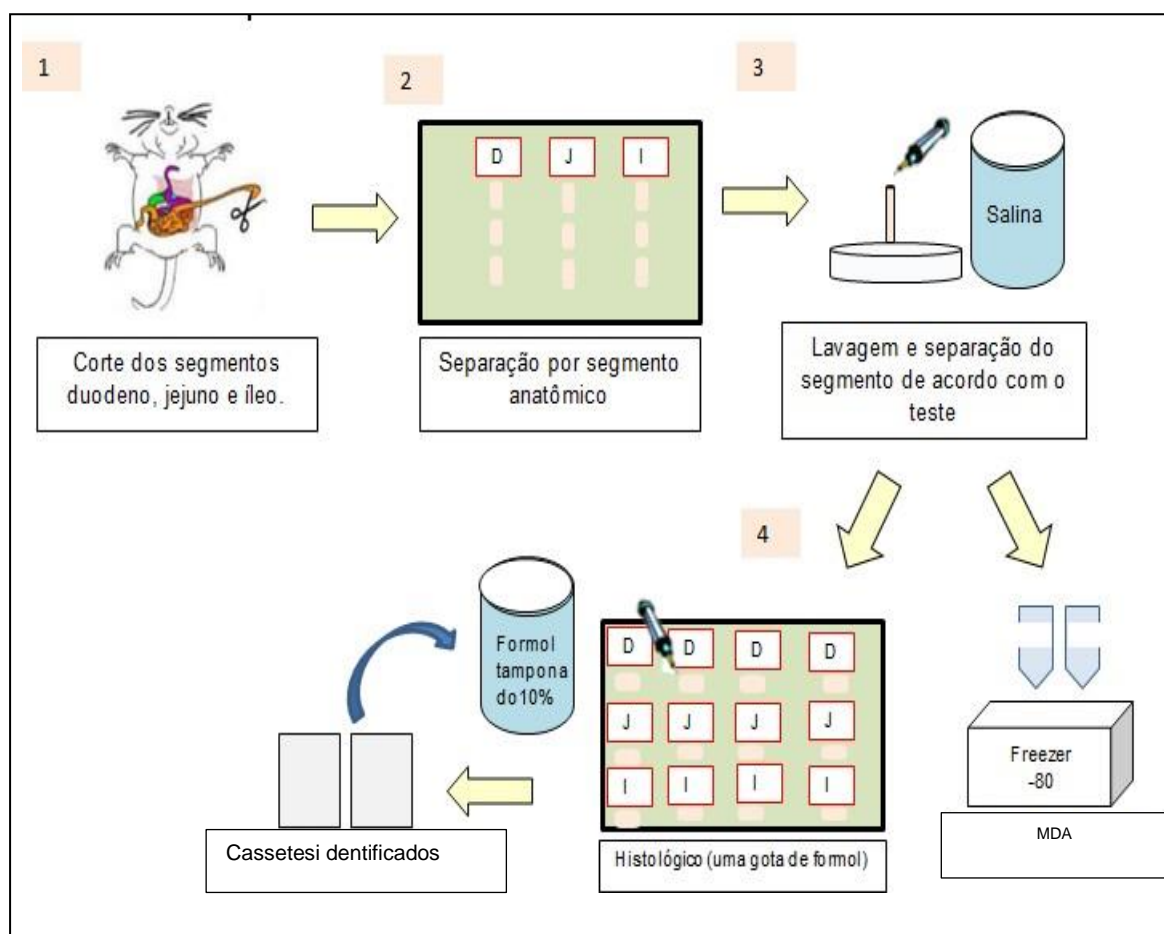 1
2
3
D J I
Salina
Corte dos segmentos
duodeno, jejuno e íleo.
Separação por segmento
anatômico
Lavagem e separação do
segmento de acordo com o
teste
4
Formol
tampona
do10%
D D D D
J J J J
I I I I
Freezer
-80
Cassetesi dentificados
Histológico (uma gota de formol)
MDA